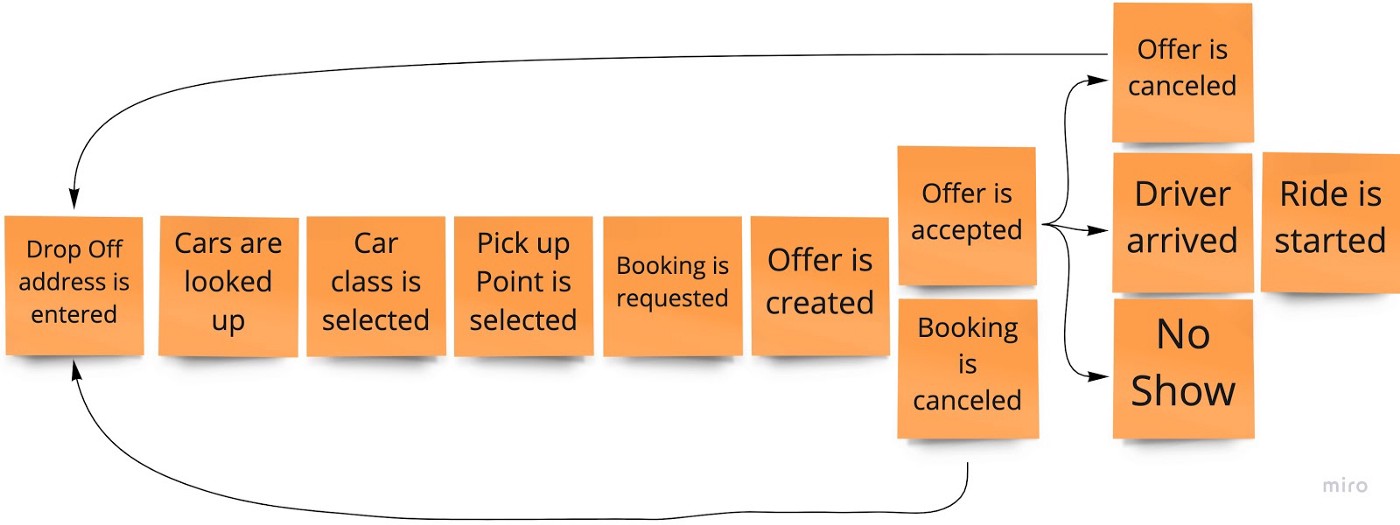 Offer is
canceled
Offer is
accepted
Driver
arrived
Ride is
started
Drop Off
address is
entered
Cars are
looked
up
Car
class is
selected
Pick up
Point is
selected
Booking is
requested
Offer is
created
Booking
is
canceled
No
Show
miro